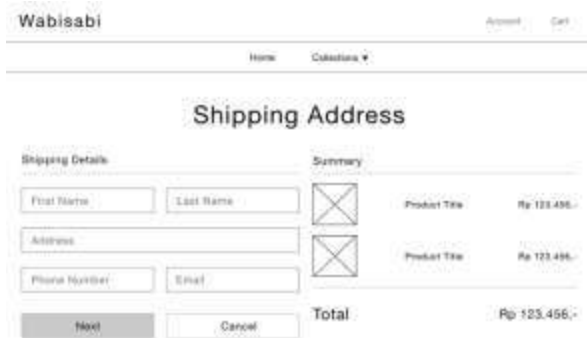 Wabisabi
Account Cart
Home Collections ▼
Shipping Address
Shipping Details
First Name Last Name
Address
Phone Number Email
Next Cancel
Summary
Product Title Rp 123.456,-
Product Title Rp 123.456,-
Total Rp 123.456,-